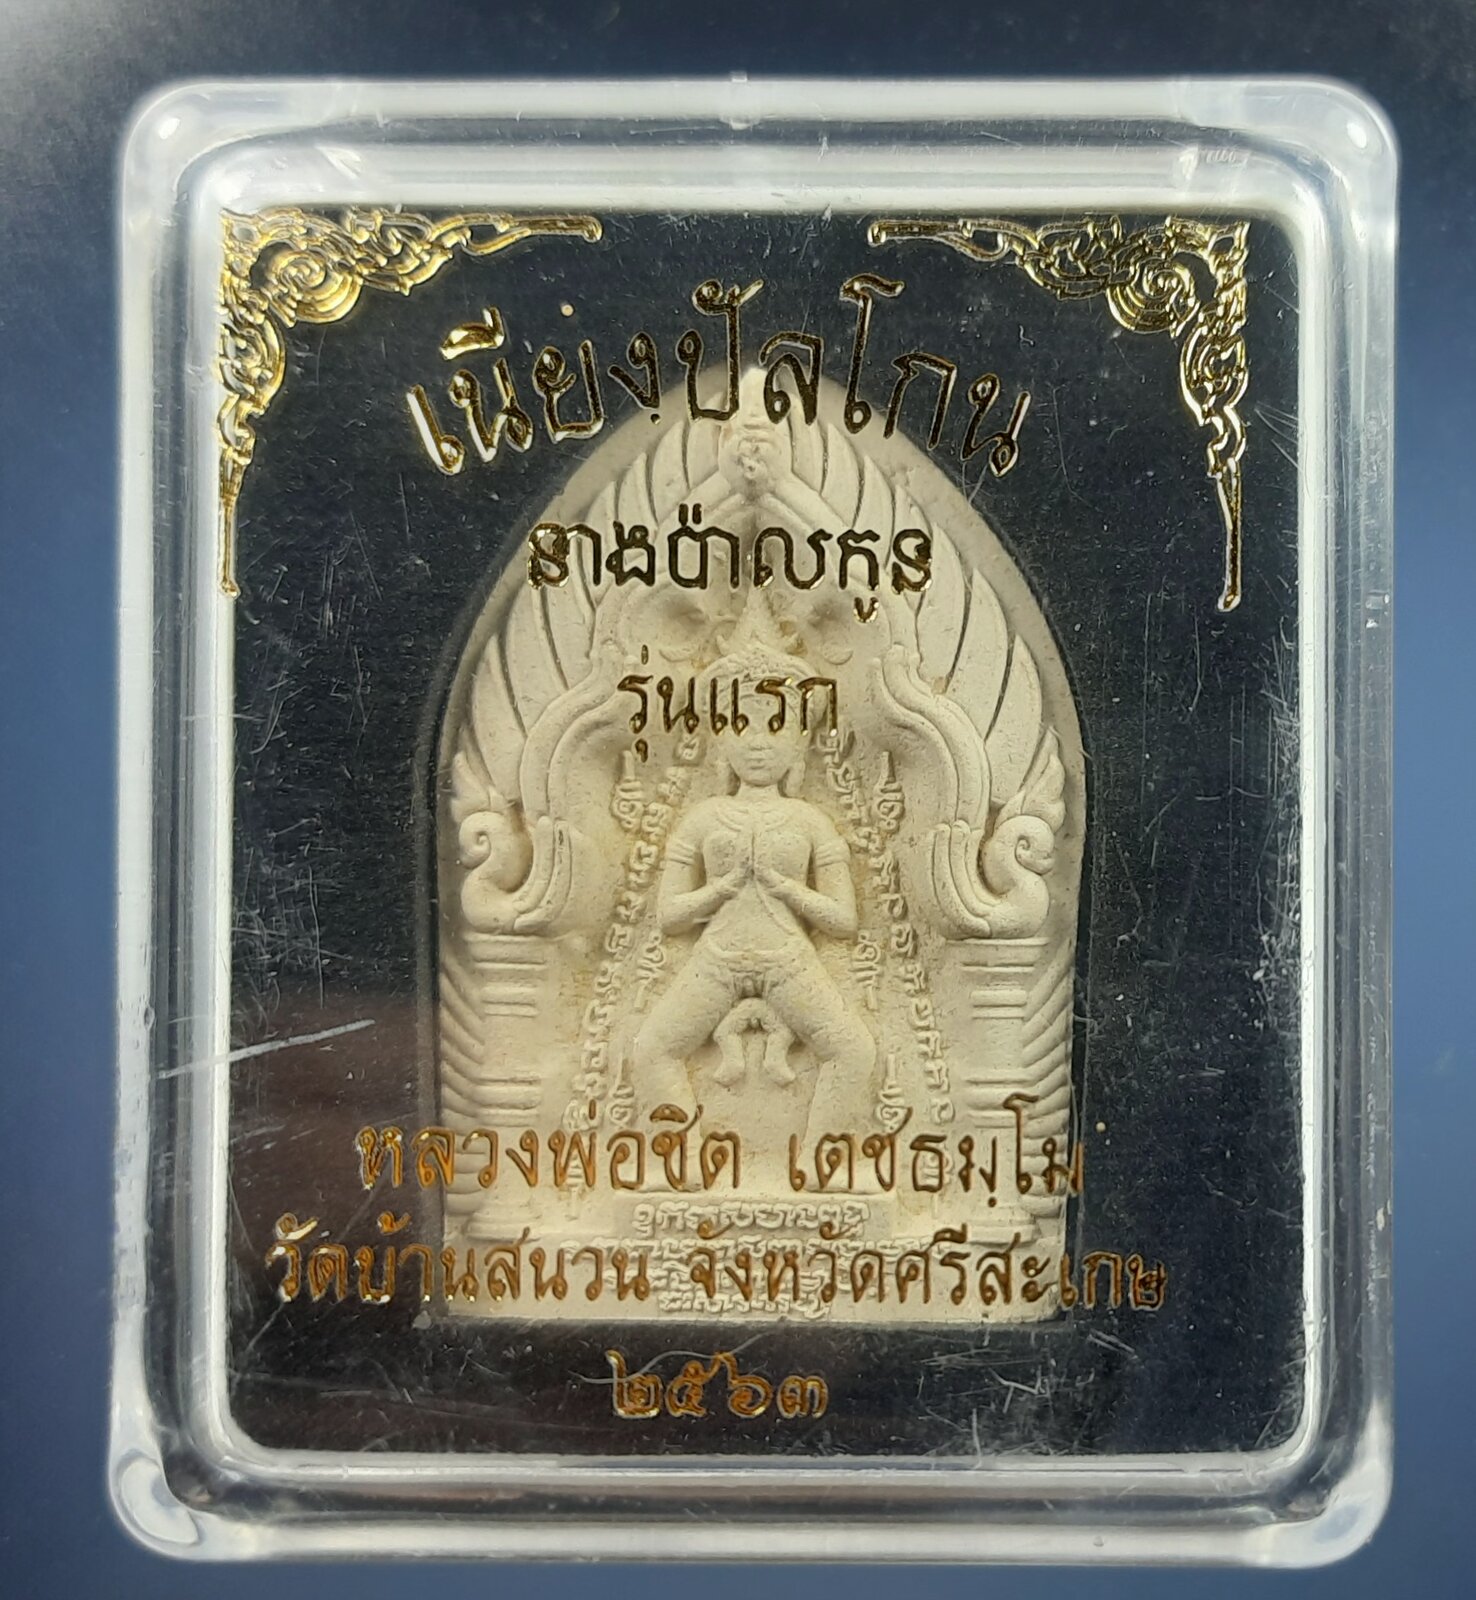 เนียงฺปัลโกน
នាងប៉ាលកូន
รุ่นแรก
หลวงพ่อชิต เตชธมฺโม
วัดบ้านสนวน จังหวัดศรีสะเกษ
๒๕๖๓